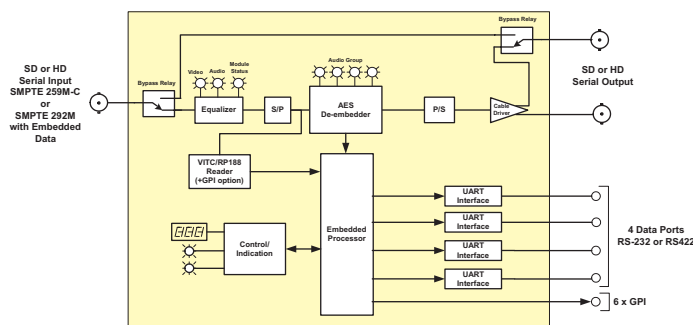 SD or HD
Serial Input
SMPTE 259M-C
or
SMPTE 292M
with Embedded
Data
Bypass Relay
Video
Audio
Module
Status
Equalizer
S/P
Audio Group
AES
De-embedder
P/S
Cable
Driver
Bypass Relay
SD or HD
Serial Output
VITC/RP188
Reader
(+GPI option)
Embedded
Processor
Control/
Indication
UART
Interface
UART
Interface
UART
Interface
UART
Interface
4 Data Ports
RS-232 or RS422
6 x GPI